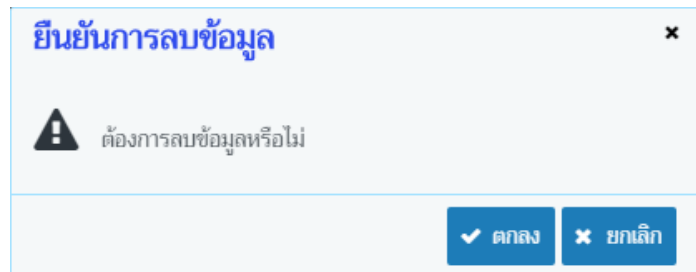 ยืนยันการลบข้อมูล
ต้องการลบข้อมูลหรือไม่
ตกลง
ยกเลิก